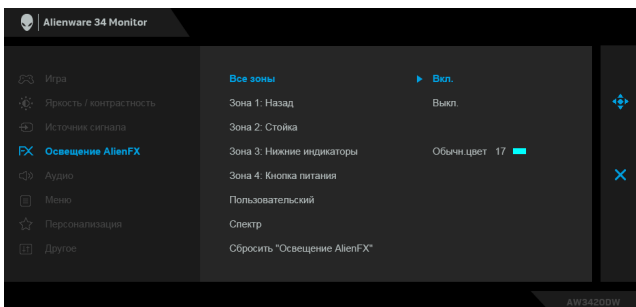 Alienware 34 Monitor
Игра
Яркость / контрастность
Источник сигнала
FX Освещение AlienFX
Аудио
Меню
Персонализация
Другое
Все зоны
Зона 1: Назад
Зона 2: Стойка
Зона 3: Нижние индикаторы
Зона 4: Кнопка питания
Пользовательский
Спектр
Сбросить "Освещение AlienFX"
Вкл.
Выкл.
Обычн.цвет 17
AW3420DW